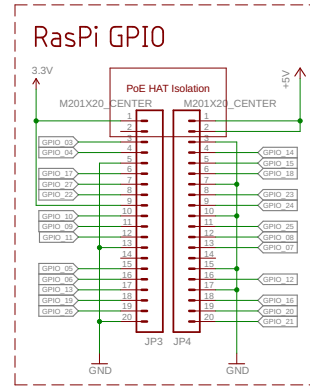 RasPi GPIO
3.3V
+5V
PoE HAT Isolation
M201X20_CENTER
M201X20_CENTER
1 1
2 2
GPIO_03 3 3
GPIO_04 4 4 GPIO_14
5 5 GPIO_15
GPIO_17 6 6 GPIO_18
GPIO_27 7 7
GPIO_22 8 8 GPIO_23
9 9 GPIO_24
GPIO_10 10 10
GPIO_09 11 11 GPIO_25
GPIO_11 12 12 GPIO_08
13 13 GPIO_07
14 14
GPIO_05 15 15
GPIO_06 16 16 GPIO_12
GPIO_13 17 17
GPIO_19 18 18 GPIO_16
GPIO_26 19 19 GPIO_20
20 20 GPIO_21
JP3 JP4
GND GND